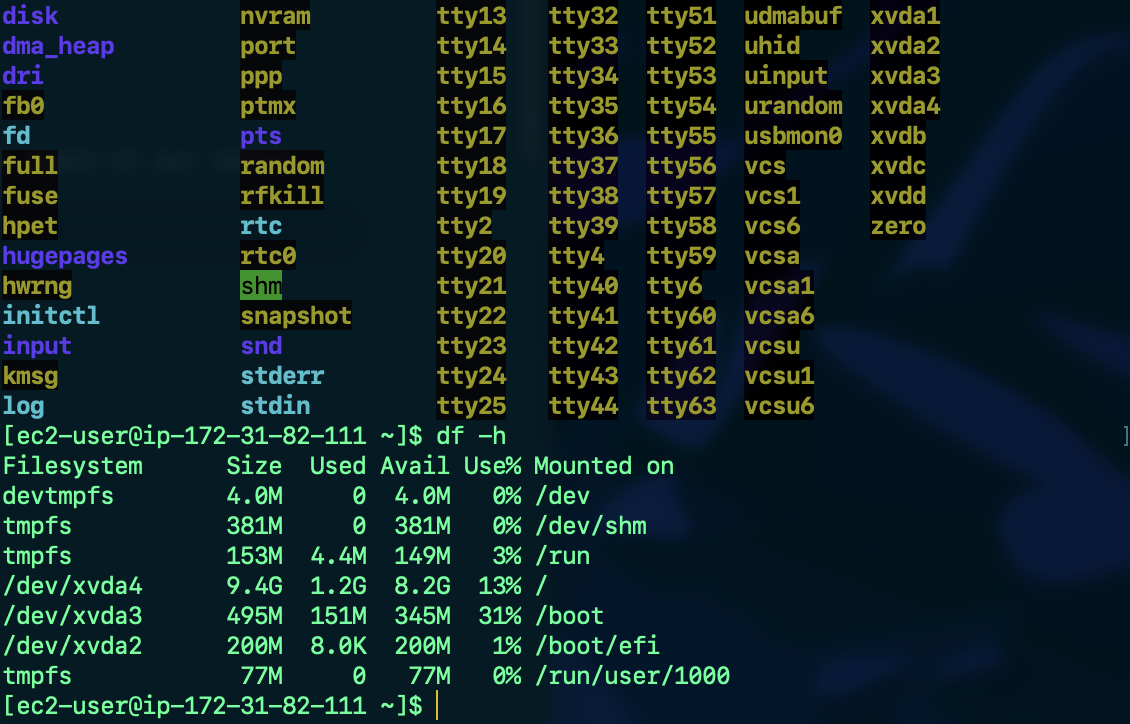 disk nvram tty13 tty32 tty51 udmabuf xvda1
dma_heap port tty14 tty33 tty52 uhid xvda2
dri ppp tty15 tty34 tty53 uinput xvda3
fb0 ptmx tty16 tty35 tty54 urandom xvda4
fd pts tty17 tty36 tty55 usbmon0 xvdb
full random tty18 tty37 tty56 vcs xvdc
fuse rfkill tty19 tty38 tty57 vcs1 xvdd
hpet rtc tty2 tty39 tty58 vcs6 zero
hugepages rtc0 tty20 tty4 tty59 vcsa
hwrng shm tty21 tty40 tty6 vcsa1
initctl snapshot tty22 tty41 tty60 vcsa6
input snd tty23 tty42 tty61 vcsu
kmsg stderr tty24 tty43 tty62 vcsu1
log stdin tty25 tty44 tty63 vcsu6
[ec2-user@ip-172-31-82-111 ~]$ df -h ]
Filesystem Size Used Avail Use% Mounted on
devtmpfs 4.0M 0 4.0M 0% /dev
tmpfs 381M 0 381M 0% /dev/shm
tmpfs 153M 4.4M 149M 3% /run
/dev/xvda4 9.4G 1.2G 8.2G 13% /
/dev/xvda3 495M 151M 345M 31% /boot
/dev/xvda2 200M 8.0K 200M 1% /boot/efi
tmpfs 77M 0 77M 0% /run/user/1000
[ec2-user@ip-172-31-82-111 ~]$